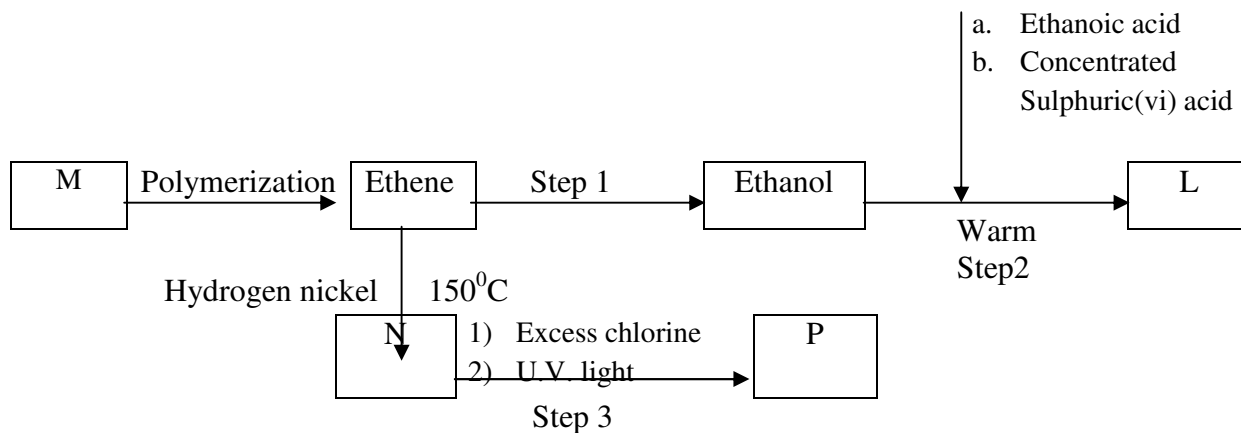 a. Ethanoic acid
b. Concentrated
Sulphuric(vi) acid
M Polymerization Ethene Step 1 Ethanol L
Warm
Step2
Hydrogen nickel 150⁰C
N 1) Excess chlorine P
2) U.V. light
Step 3